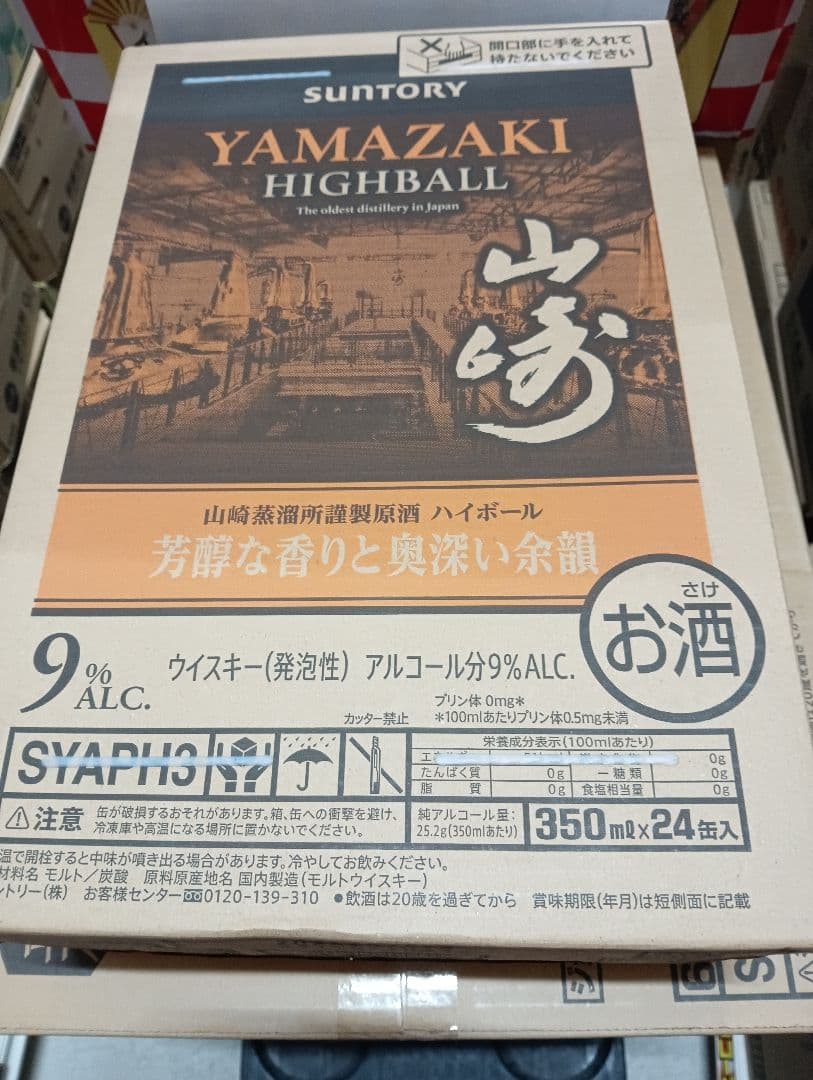 開口部に手を入れて
持たないでください
SUNTORY
YAMAZAKI
HIGHBALL
The oldest distillery in Japan
山崎
山崎蒸溜所謹製原酒 ハイボール
芳醇な香りと奥深い余韻
さけ
お酒
9%
ALC.
ウイスキー(発泡性) アルコール分9%ALC.
プリン体 0mg*
*100mlあたりプリン体0.5mg未満
カッター禁止
SYAPH3
栄養成分表示(100mlあたり)
0g
たんぱく質 0g 一糖類 0g
脂質 0g 食塩相当量 0g
注意 缶が破損するおそれがあります。箱、缶への衝撃を避け、
冷凍庫や高温になる場所に置かないでください。
純アルコール量:
25.2g(350mlあたり)
350ml×24缶入
温で開栓すると中味が噴き出る場合があります。冷やしてお飲みください。
材料名 モルト/炭酸 原料原産地名 国内製造(モルトウイスキー)
ントリー(株) お客様センター 0120-139-310 ●飲酒は20歳を過ぎてから 賞味期限(年月)は短側面に記載